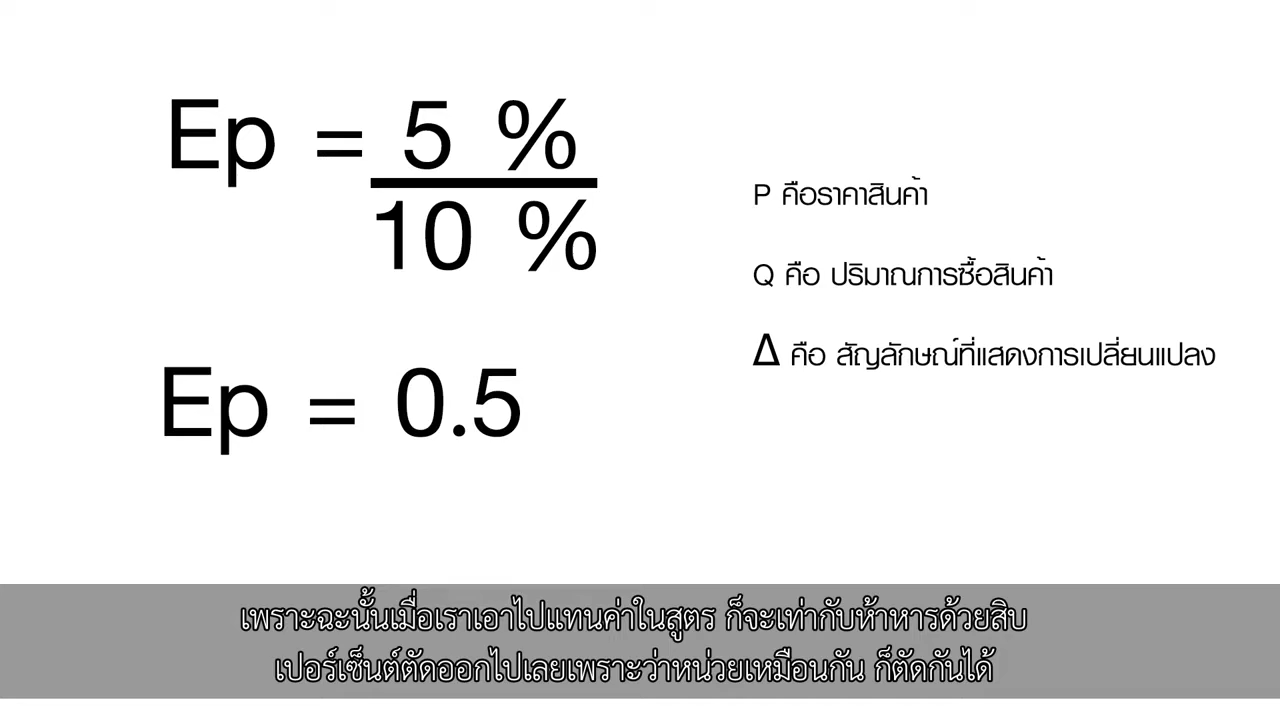 Ep = 5 %
10 %
Ep = 0.5
P คือราคาสินค้า
Q คือ ปริมาณการซื้อสินค้า
Δ คือ สัญลักษณ์ที่แสดงการเปลี่ยนแปลง
เพราะฉะนั้นเมื่อเราเอาไปแทนค่าในสูตร ก็จะเท่ากับห้าหารด้วยสิบ
เปอร์เซ็นต์ตัดออกไปเลยเพราะว่าหน่วยเหมือนกัน ก็ตัดกันได้